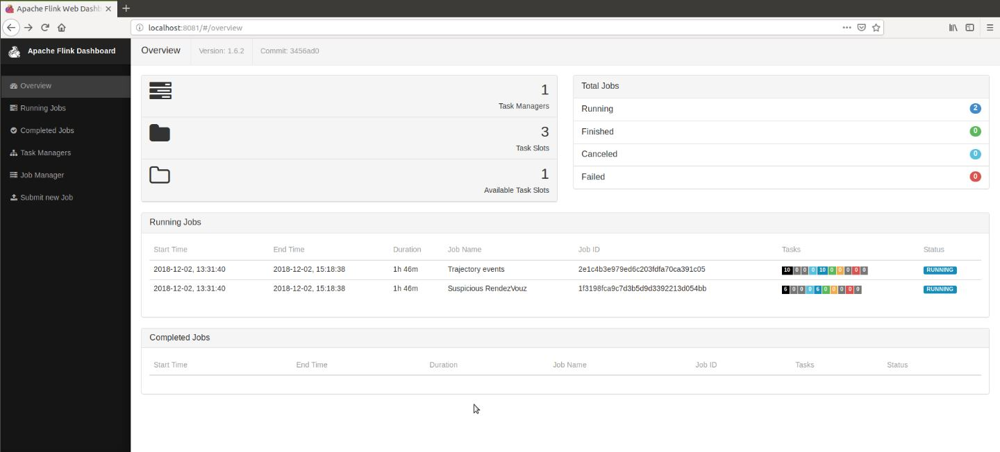 Apache Flink Web Dashb
localhost:8081/#/overview
Apache Flink Dashboard
Overview
Running Jobs
Completed Jobs
Task Managers
Job Manager
Submit new Job
Overview Version: 1.6.2 Commit: 3456ad0
1
Task Managers
3
Task Slots
1
Available Task Slots
Total Jobs
Running 2
Finished 0
Canceled 0
Failed 0
Running Jobs
Start Time End Time Duration Job Name Job ID Tasks Status
2018-12-02, 13:31:40 2018-12-02, 15:18:38 1h 46m Trajectory events 2e1c4b3e979ed6c203fdfa70ca391c05 10 0 0 0 10 0 0 0 0 0 RUNNING
2018-12-02, 13:31:40 2018-12-02, 15:18:38 1h 46m Suspicious RendezVouz 1f3198fca9c7d3b5d9d3392213d054bb 6 0 0 0 6 0 0 0 0 0 RUNNING
Completed Jobs
Start Time End Time Duration Job Name Job ID Tasks Status